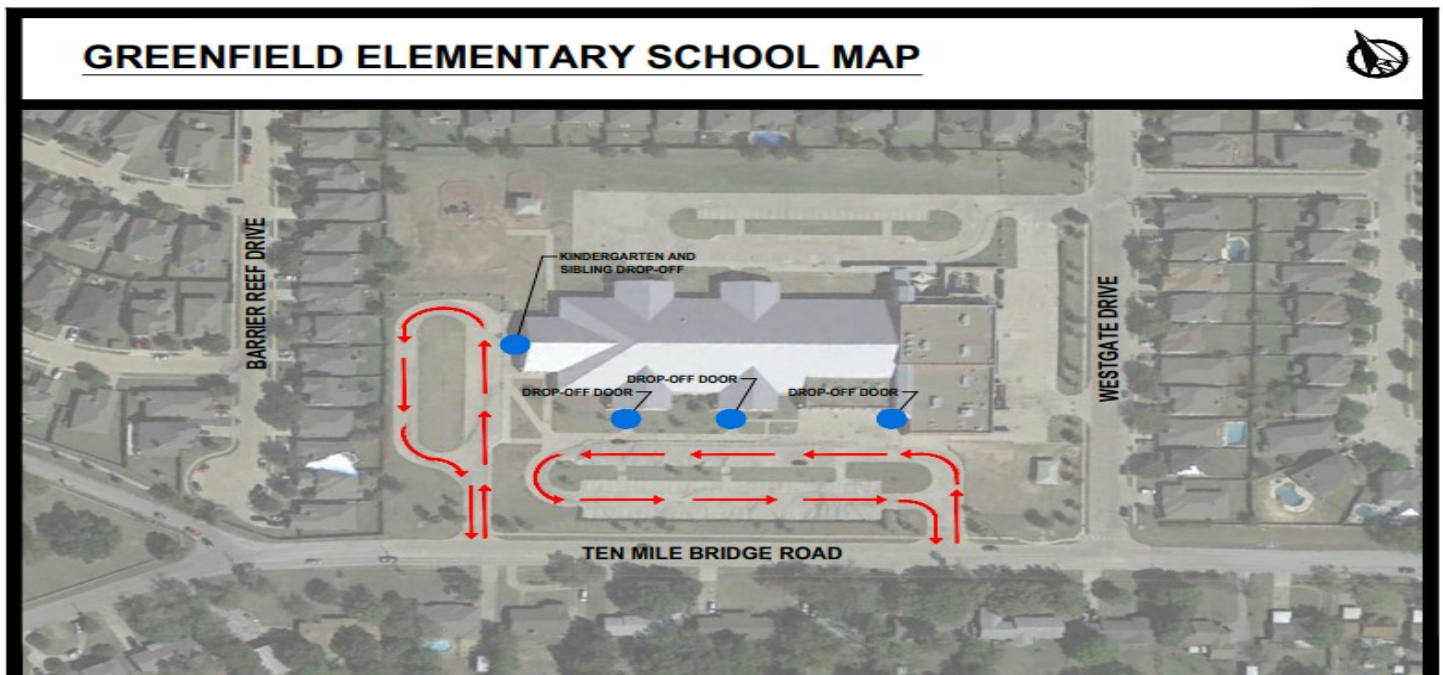 GREENFIELD ELEMENTARY SCHOOL MAP
BARRIER REEF DRIVE
KINDERGARTEN AND
SIBLING DROP-OFF
WESTGATE DRIVE
DROP-OFF DOOR
DROP-OFF DOOR
DROP-OFF DOOR
TEN MILE BRIDGE ROAD